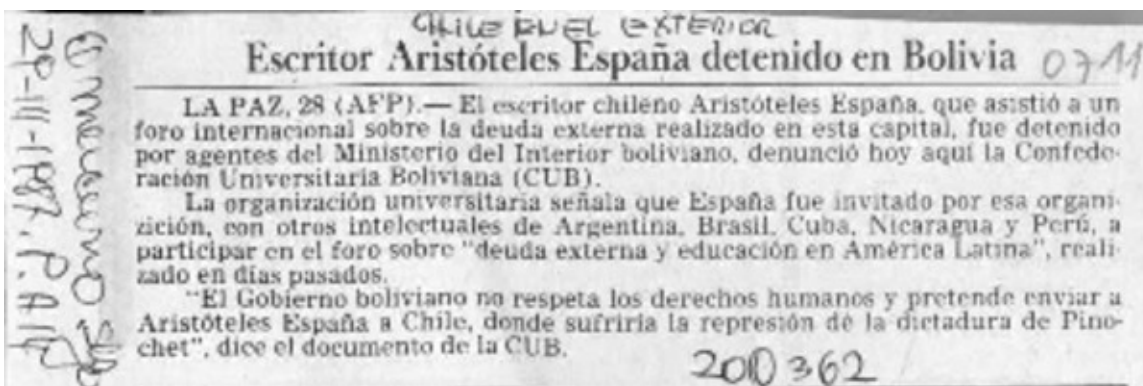 CHILE EN EL EXTERIOR
Escritor Aristóteles España detenido en Bolivia
0711
LA PAZ, 28 (AFP).— El escritor chileno Aristóteles España, que asistió a un
foro internacional sobre la deuda externa realizado en esta capital, fue detenido
por agentes del Ministerio del Interior boliviano, denunció hoy aquí la Confede-
ración Universitaria Boliviana (CUB).
La organización universitaria señala que España fue invitado por esa organi-
zición, con otros intelectuales de Argentina, Brasil, Cuba, Nicaragua y Perú, a
participar en el foro sobre "deuda externa y educación en América Latina", reali-
zado en días pasados.
"El Gobierno boliviano no respeta los derechos humanos y pretende enviar a
Aristóteles España a Chile, donde sufriría la represión de la dictadura de Pino-
chet", dice el documento de la CUB.
200362
El Mercurio
29-III-1987. P.